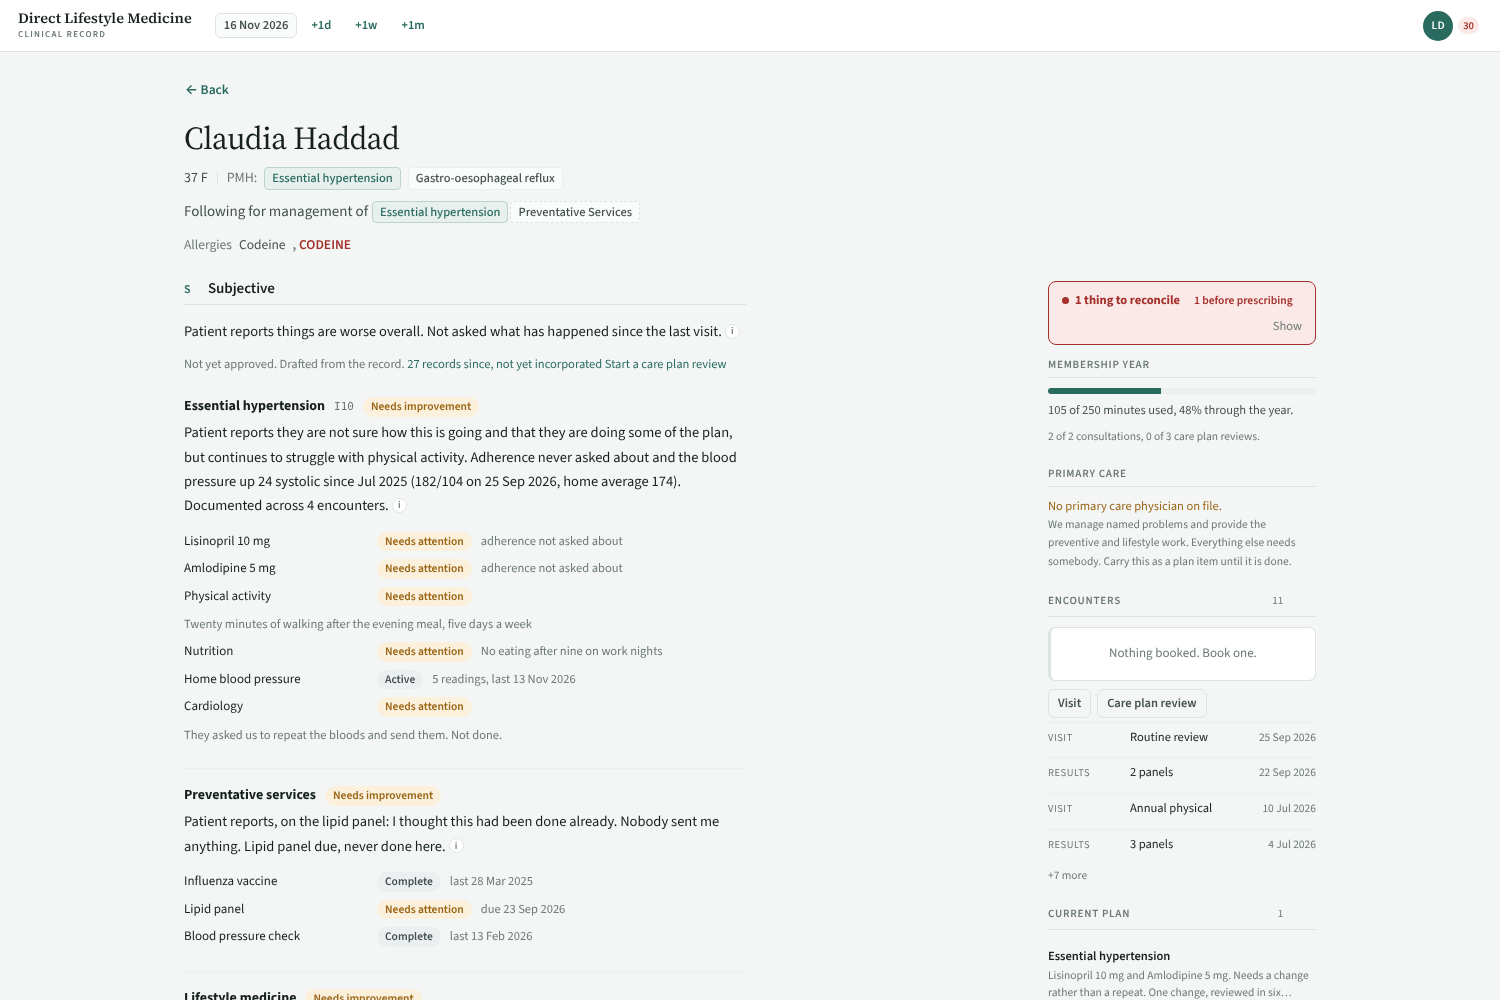 Direct Lifestyle Medicine
CLINICAL RECORD
16 Nov 2026
+1d
+1w
+1m
LD
30
← Back
Claudia Haddad
37 F
PMH:
Essential hypertension
Gastro-oesophageal reflux
Following for management of Essential hypertension Preventative Services
Allergies Codeine , CODEINE
S Subjective
Patient reports things are worse overall. Not asked what has happened since the last visit. i
Not yet approved. Drafted from the record. 27 records since, not yet incorporated Start a care plan review
Essential hypertension I10 Needs improvement
Patient reports they are not sure how this is going and that they are doing some of the plan,
but continues to struggle with physical activity. Adherence never asked about and the blood
pressure up 24 systolic since Jul 2025 (182/104 on 25 Sep 2026, home average 174).
Documented across 4 encounters. i
Lisinopril 10 mg Needs attention adherence not asked about
Amlodipine 5 mg Needs attention adherence not asked about
Physical activity Needs attention
Twenty minutes of walking after the evening meal, five days a week
Nutrition Needs attention No eating after nine on work nights
Home blood pressure Active 5 readings, last 13 Nov 2026
Cardiology Needs attention
They asked us to repeat the bloods and send them. Not done.
Preventative services Needs improvement
Patient reports, on the lipid panel: I thought this had been done already. Nobody sent me
anything. Lipid panel due, never done here. i
Influenza vaccine Complete last 28 Mar 2025
Lipid panel Needs attention due 23 Sep 2026
Blood pressure check Complete last 13 Feb 2026
Lifestyle medicine Needs improvement
1 thing to reconcile 1 before prescribing
Show
MEMBERSHIP YEAR
105 of 250 minutes used, 48% through the year.
2 of 2 consultations, 0 of 3 care plan reviews.
PRIMARY CARE
No primary care physician on file.
We manage named problems and provide the
preventive and lifestyle work. Everything else needs
somebody. Carry this as a plan item until it is done.
ENCOUNTERS 11
Nothing booked. Book one.
Visit
Care plan review
VISIT Routine review 25 Sep 2026
RESULTS 2 panels 22 Sep 2026
VISIT Annual physical 10 Jul 2026
RESULTS 3 panels 4 Jul 2026
+7 more
CURRENT PLAN 1
Essential hypertension
Lisinopril 10 mg and Amlodipine 5 mg. Needs a change
rather than a repeat. One change, reviewed in six…